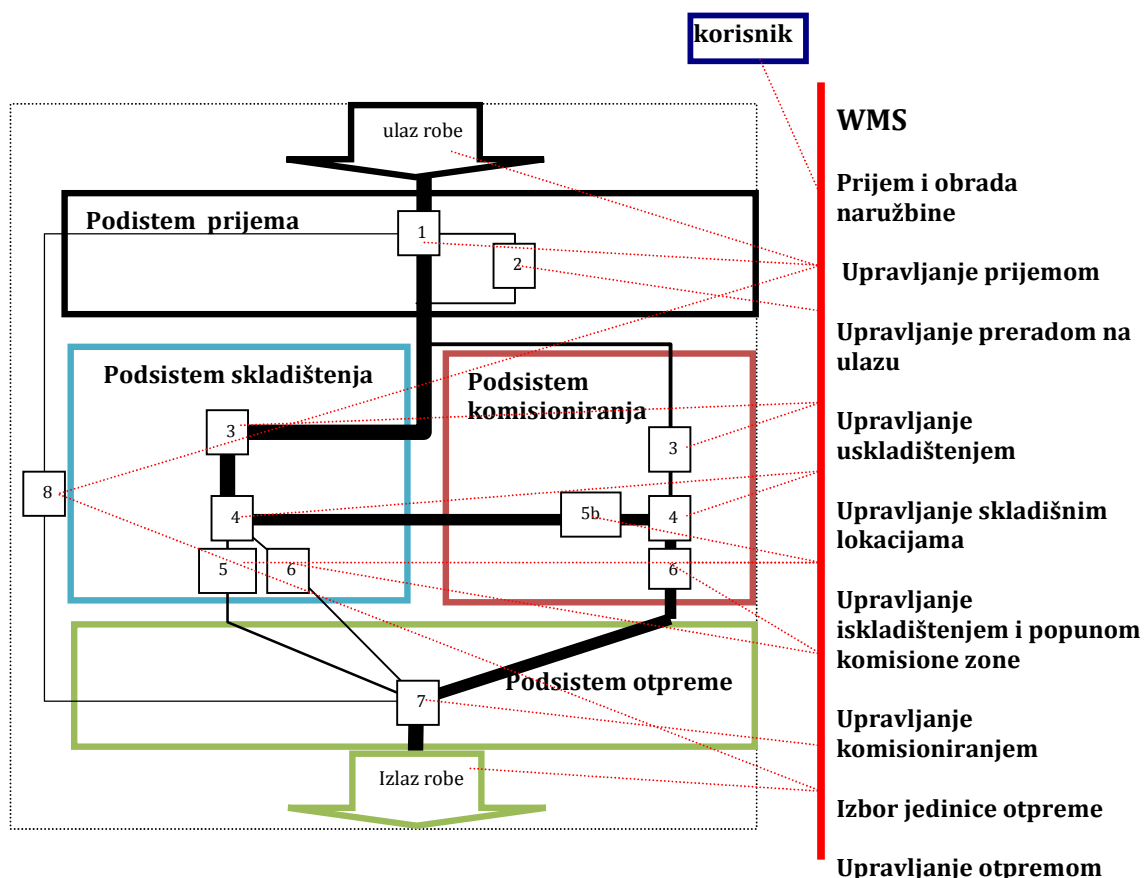 korisnik
WMS
ulaz robe
Prijem i obrada
naružbine
Podistem prijema
1
2
Upravljanje prijemom
Upravljanje preradom na
ulazu
Podsistem skladištenja
Podsistem
komisioniranja
3
3
Upravljanje
uskladištenjem
8
4
5b
4
Upravljanje skladišnim
lokacijama
5
6
6
Upravljanje
iskladištenjem i popunom
komisione zone
Podsistem otpreme
7
Upravljanje
komisioniranjem
Izlaz robe
Izbor jedinice otpreme
Upravljanje otpremom